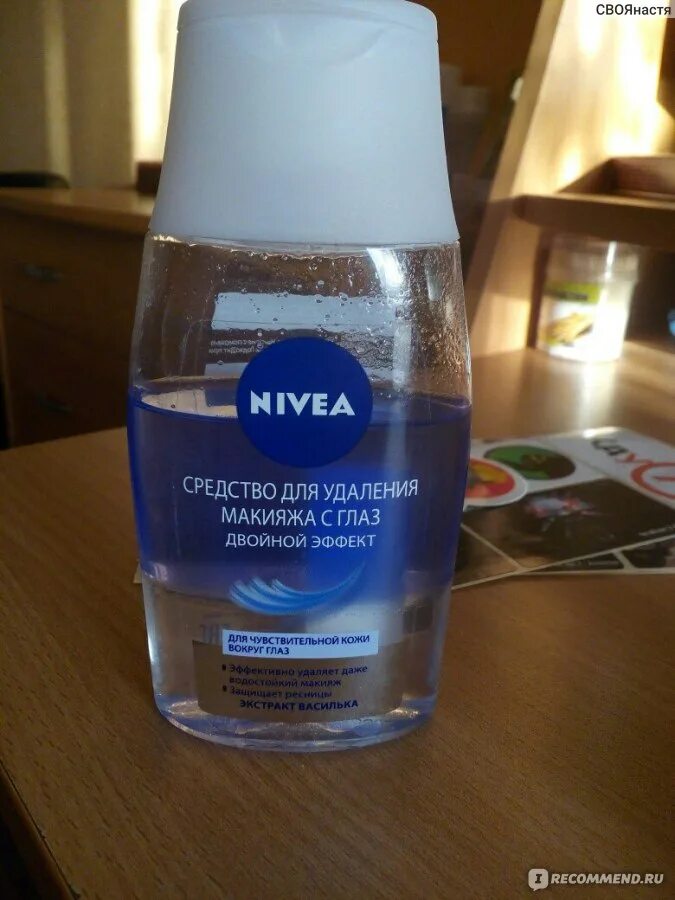 СВОЯнастя
NIVEA
СРЕДСТВО ДЛЯ УДАЛЕНИЯ
МАКИЯЖА С ГЛАЗ
ДВОЙНОЙ ЭФФЕКТ
ДЛЯ ЧУВСТВИТЕЛЬНОЙ КОЖИ
ВОКРУГ ГЛАЗ
• Эффективно удаляет даже
водостойкий макияж
• Защищает ресницы
ЭКСТРАКТ ВАСИЛЬКА
IRECOMMEND.RU